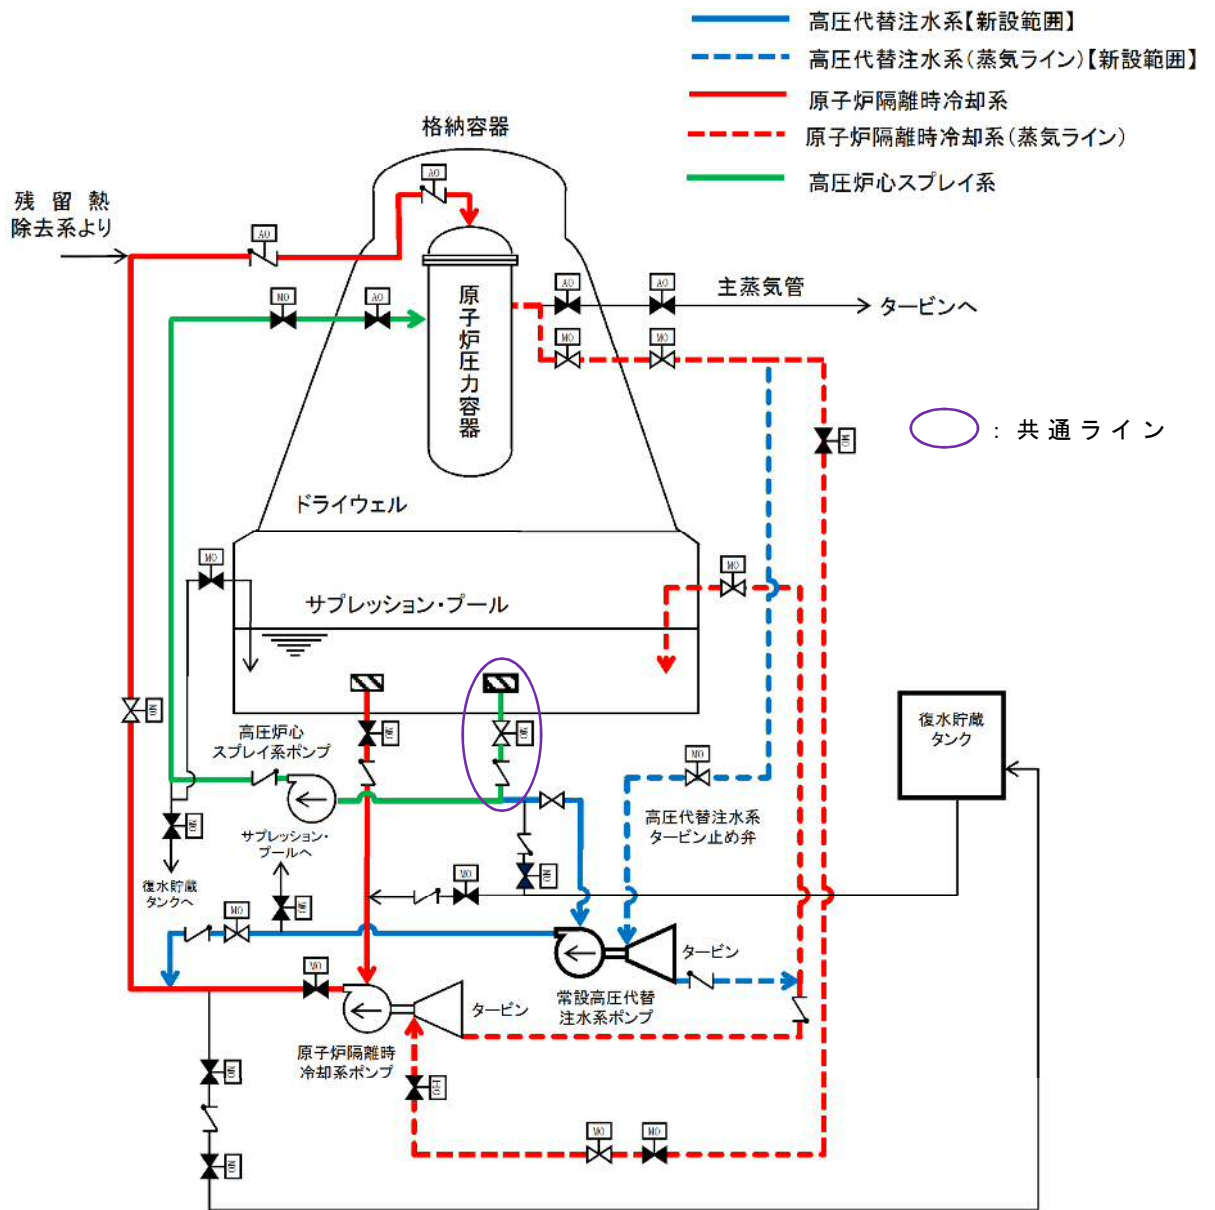 高圧代替注水系【新設範囲】
高圧代替注水系(蒸気ライン)【新設範囲】
原子炉隔離時冷却系
原子炉隔離時冷却系(蒸気ライン)
高圧炉心スプレイ系
格納容器
AO
残留熱
除去系より
AO
MO
AO
原子炉圧力容器
AO
AO
主蒸気管
タービンへ
MO
MO
: 共通ライン
MO
ドライウェル
MO
MO
サプレッション・プール
MO
MO
MO
高圧炉心
スプレイ系ポンプ
復水貯蔵
タンク
MO
高圧代替注水系
タービン止め弁
MO
サプレッション・
プールへ
MO
MO
復水貯蔵
タンクへ
MO
MO
タービン
MO
常設高圧代替
注水系ポンプ
タービン
原子炉隔離時
冷却系ポンプ
MO
HO
MO
MO
MO